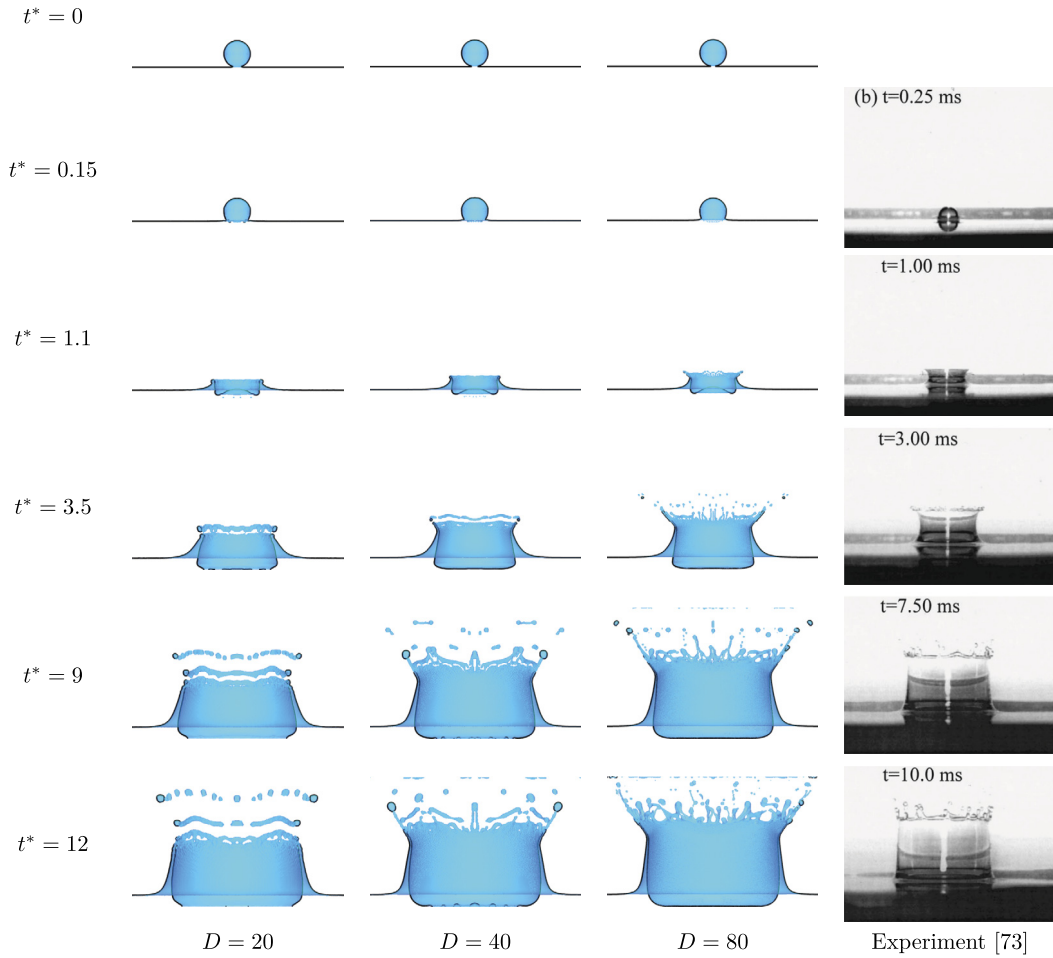 t* = 0
(b) t=0.25 ms
t* = 0.15
t=1.00 ms
t* = 1.1
t=3.00 ms
t* = 3.5
t=7.50 ms
t* = 9
t=10.0 ms
t* = 12
D = 20 D = 40 D = 80 Experiment [73]